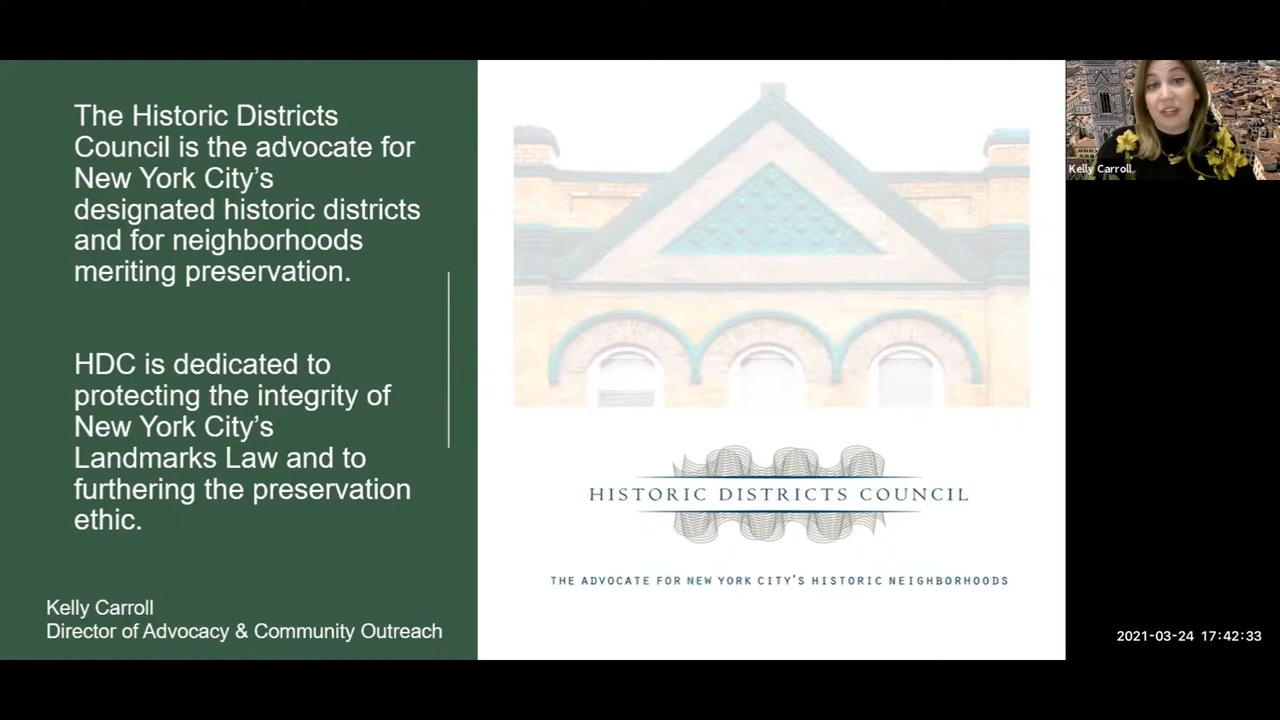 The Historic Districts
Council is the advocate for
New York City’s
designated historic districts
and for neighborhoods
meriting preservation.
HDC is dedicated to
protecting the integrity of
New York City’s
Landmarks Law and to
furthering the preservation
ethic.
Kelly Carroll
Director of Advocacy & Community Outreach
HISTORIC DISTRICTS COUNCIL
THE ADVOCATE FOR NEW YORK CITY'S HISTORIC NEIGHBORHOODS
Kelly Carroll
2021-03-24 17:42:33